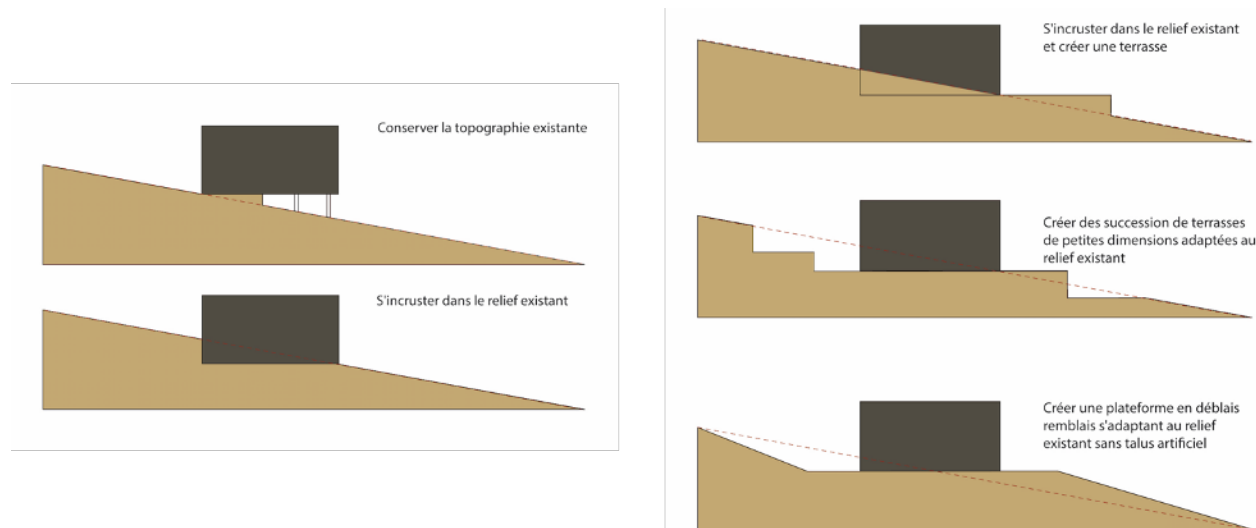 Conserver la topographie existante
S'incruster dans le relief existant
S'incruster dans le relief existant
et créer une terrasse
Créer des succession de terrasses
de petites dimensions adaptées au
relief existant
Créer une plateforme en déblais
remblais s'adaptant au relief
existant sans talus artificiel